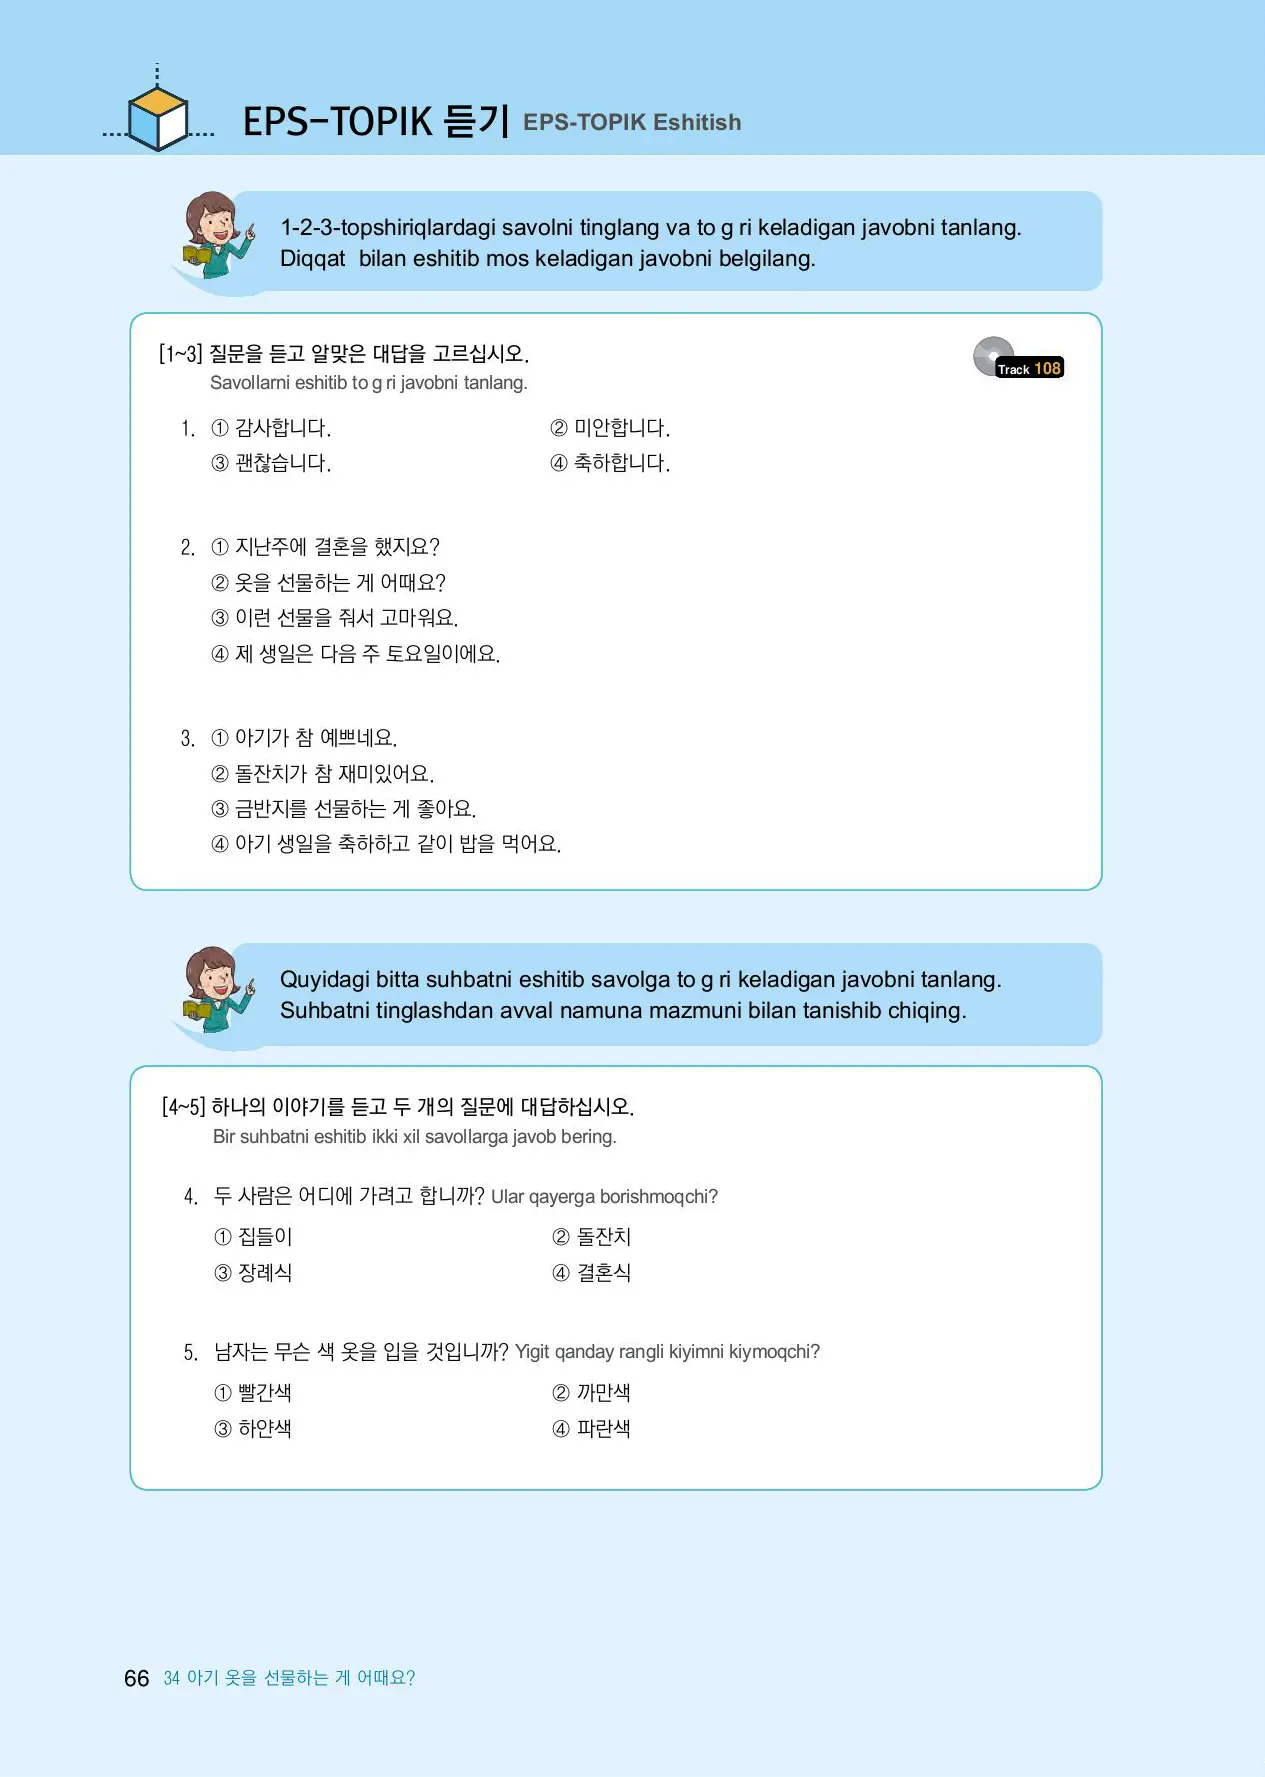 EPS-TOPIK 듣기 EPS-TOPIK Eshitish
1-2-3-topshiriqlardagi savolni tinglang va to g ri keladigan javobni tanlang.
Diqqat bilan eshitib mos keladigan javobni belgilang.
[1~3] 질문을 듣고 알맞은 대답을 고르십시오.
Track 108
Savollarni eshitib to g ri javobni tanlang.
1. ① 감사합니다. ② 미안합니다.
③ 괜찮습니다. ④ 축하합니다.
2. ① 지난주에 결혼을 했지요?
② 옷을 선물하는 게 어때요?
③ 이런 선물을 줘서 고마워요.
④ 제 생일은 다음 주 토요일이에요.
3. ① 아기가 참 예쁘네요.
② 돌잔치가 참 재미있어요.
③ 금반지를 선물하는 게 좋아요.
④ 아기 생일을 축하하고 같이 밥을 먹어요.
Quyidagi bitta suhbatni eshitib savolga to g ri keladigan javobni tanlang.
Suhbatni tinglashdan avval namuna mazmuni bilan tanishib chiqing.
[4~5] 하나의 이야기를 듣고 두 개의 질문에 대답하십시오.
Bir suhbatni eshitib ikki xil savollarga javob bering.
4. 두 사람은 어디에 가려고 합니까? Ular qayerga borishmoqchi?
① 집들이 ② 돌잔치
③ 장례식 ④ 결혼식
5. 남자는 무슨 색 옷을 입을 것입니까? Yigit qanday rangli kiyimni kiymoqchi?
① 빨간색 ② 까만색
③ 하얀색 ④ 파란색
66 34 아기 옷을 선물하는 게 어때요?